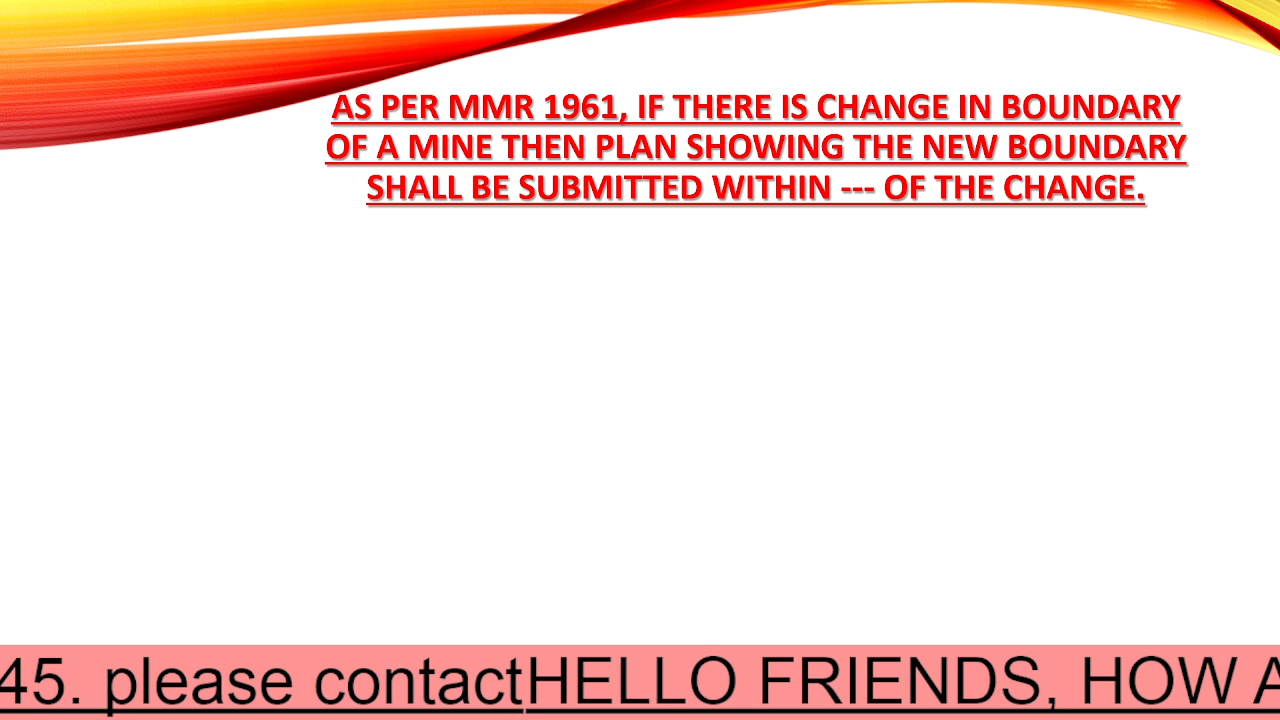 AS PER MMR 1961, IF THERE IS CHANGE IN BOUNDARY
OF A MINE THEN PLAN SHOWING THE NEW BOUNDARY
SHALL BE SUBMITTED WITHIN --- OF THE CHANGE.
45. please contactHELLO FRIENDS, HOW A